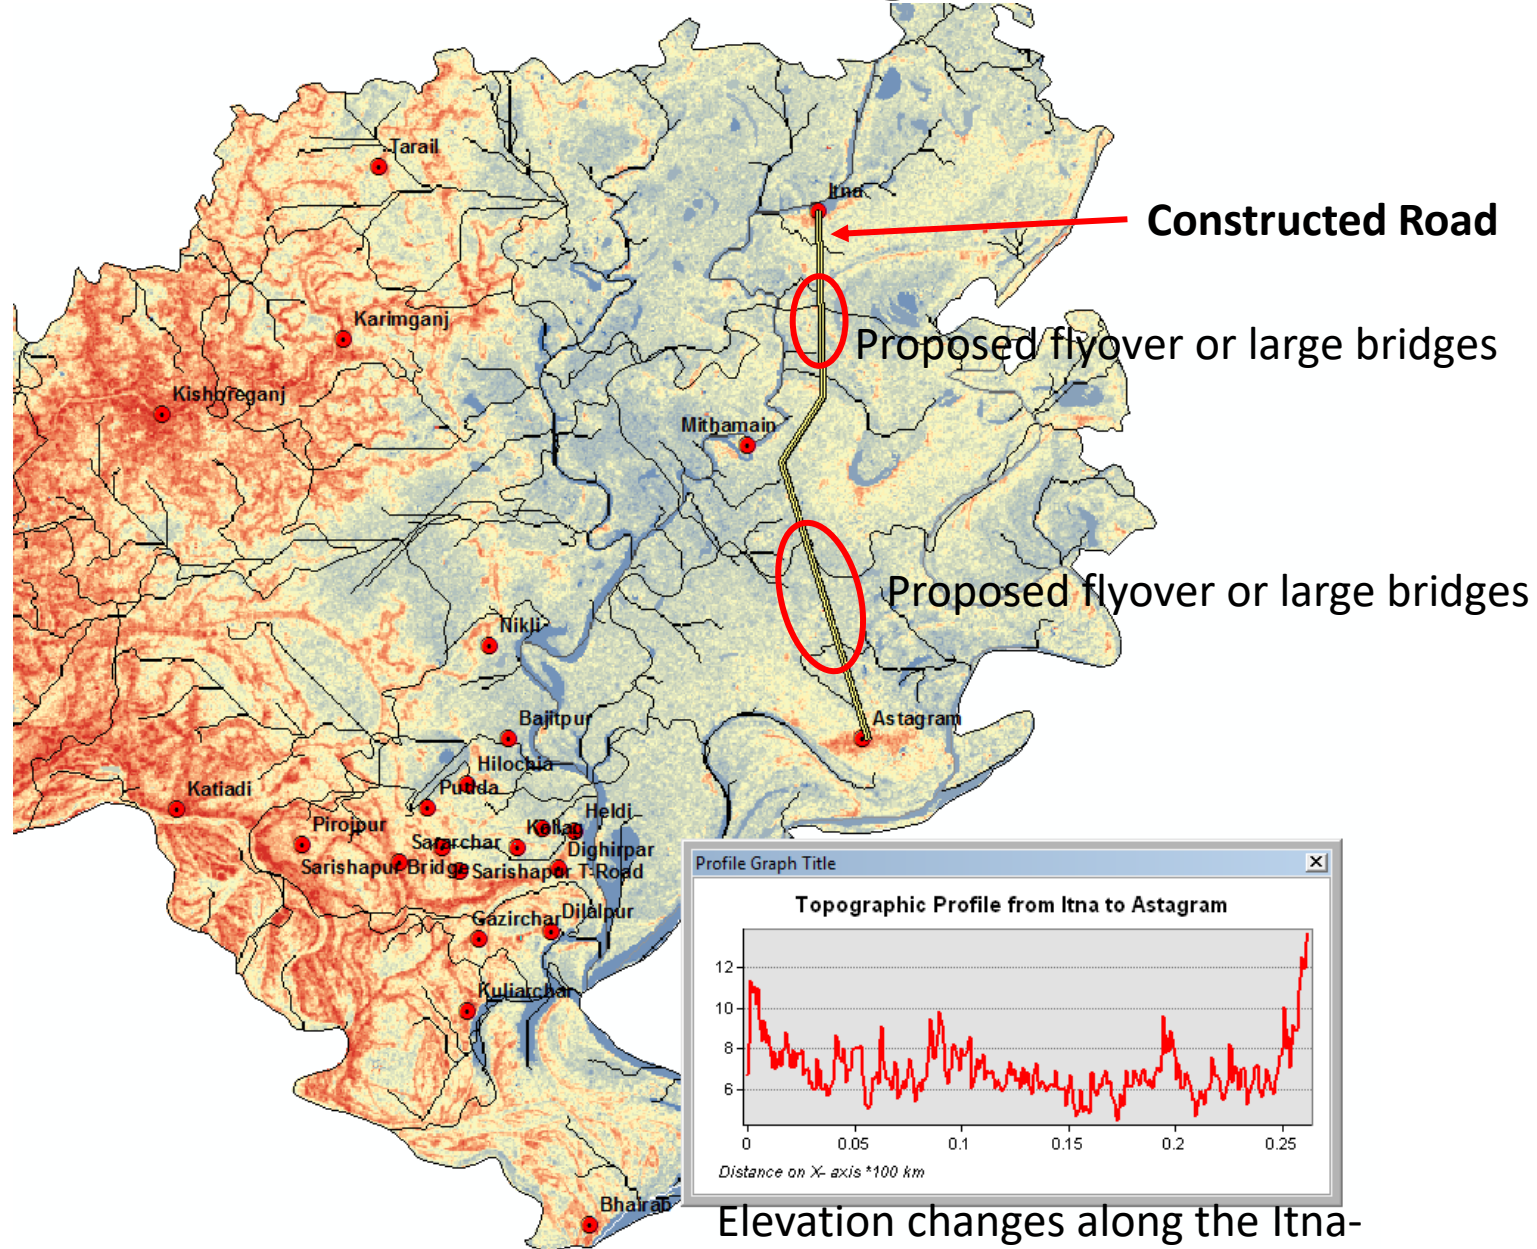 Tarail
Itna
Constructed Road
Karimganj
Proposed flyover or large bridges
Kishoreganj
Mithamain
Proposed flyover or large bridges
Nikli
Bajitpur
Astagram
Hilochia
Katiadi
Heldi
Pirojpur
Sararchar
Dighirpar
Sarishapur Bridge
Sarishapor T-Road
Gazirchar
Dilalpur
Kuliarchar
Bhairab
Profile Graph Title
Topographic Profile from Itna to Astagram
12
10
8
6
0
0.05
0.1
0.15
0.2
0.25
Distance on X- axis *100 km
Elevation changes along the Itna-